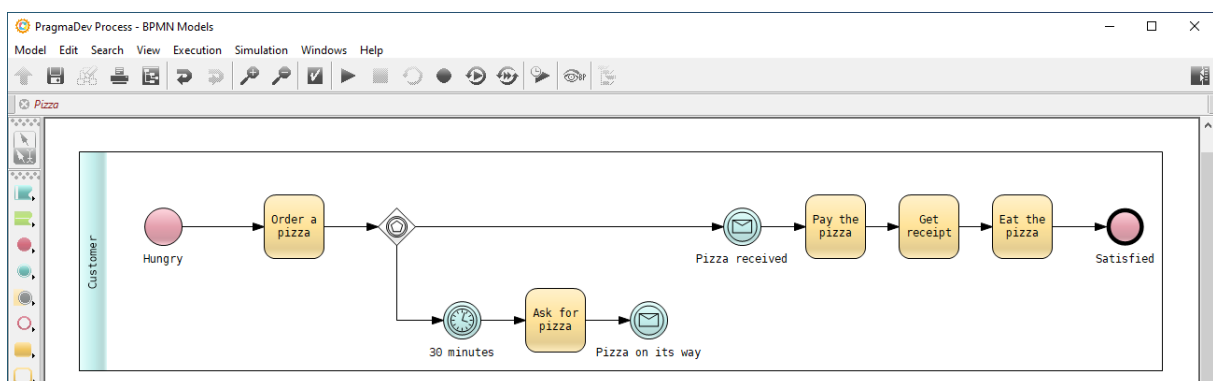 PragmaDev Process - BPMN Models
Model Edit Search View Execution Simulation Windows Help
BP
Pizza
Customer
Hungry
Order a
pizza
Pizza received
Pay the
pizza
Get
receipt
Eat the
pizza
Satisfied
30 minutes
Ask for
pizza
Pizza on its way